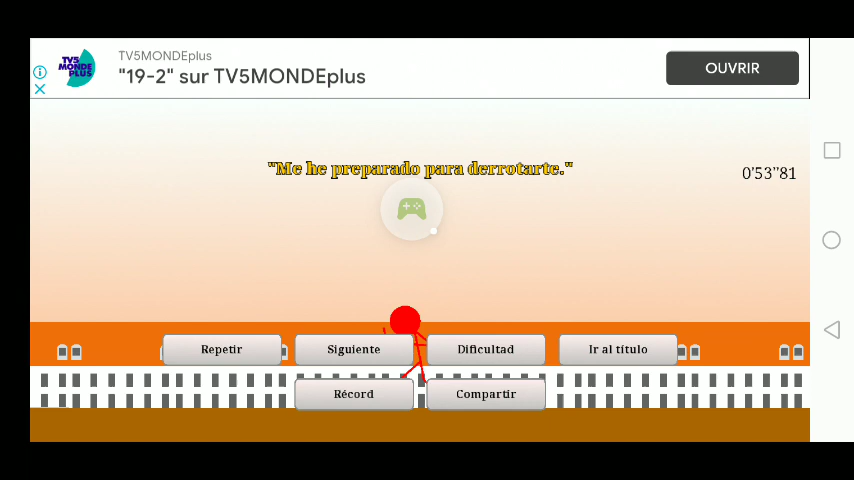 TV5
MONDE
PLUS
TV5MONDEplus
"19-2" sur TV5MONDEplus
OUVRIR
"Me he preparado para derrotarte."
0'53"81
Repetir
Siguiente
Dificultad
Ir al título
Récord
Compartir